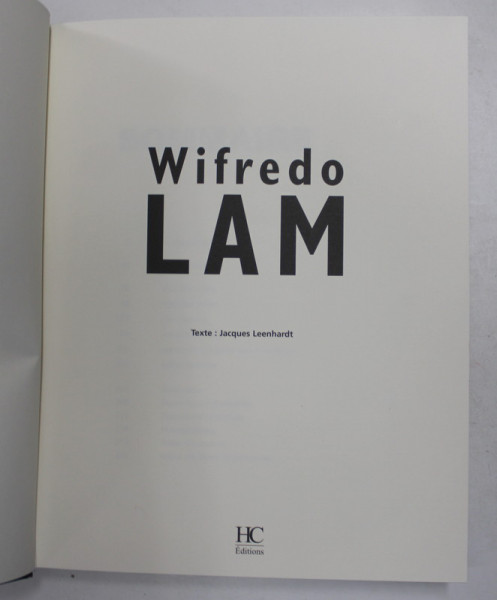 Wifredo
LAM
Texte : Jacques Leenhardt
HC
Éditions